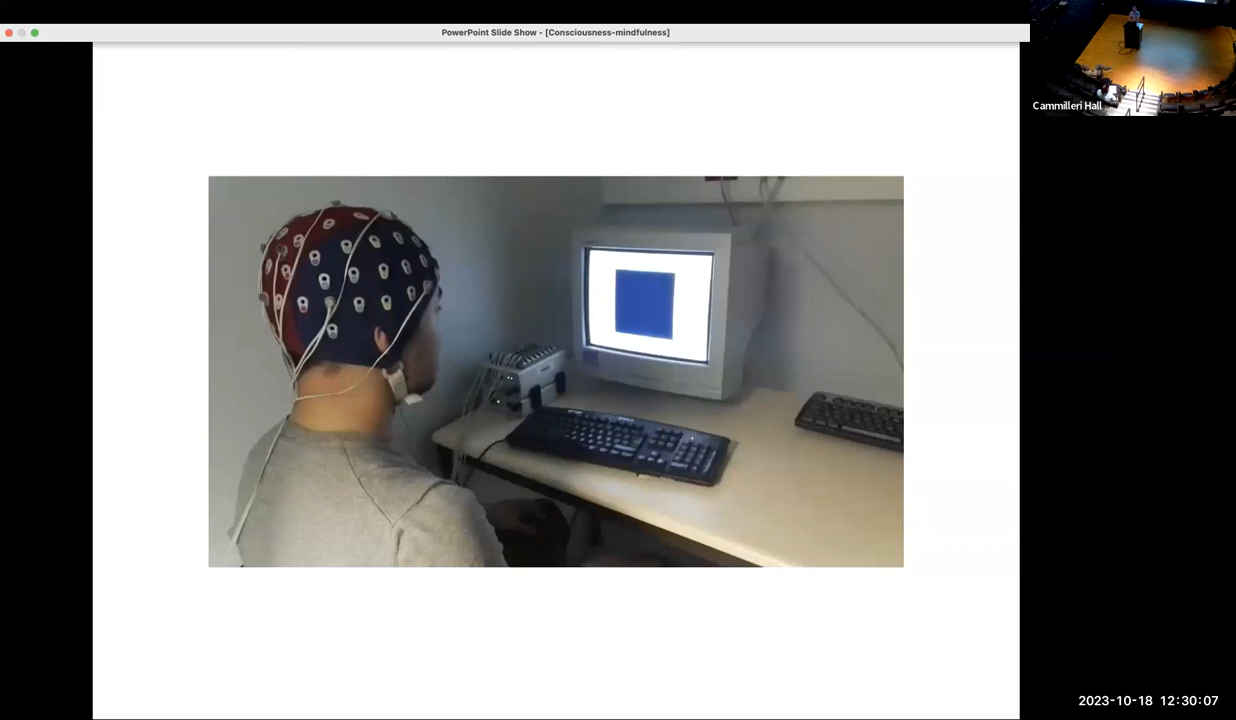 PowerPoint Slide Show - [Consciousness-mindfulness]
Cammilleri Hall
2023-10-18 12:30:07